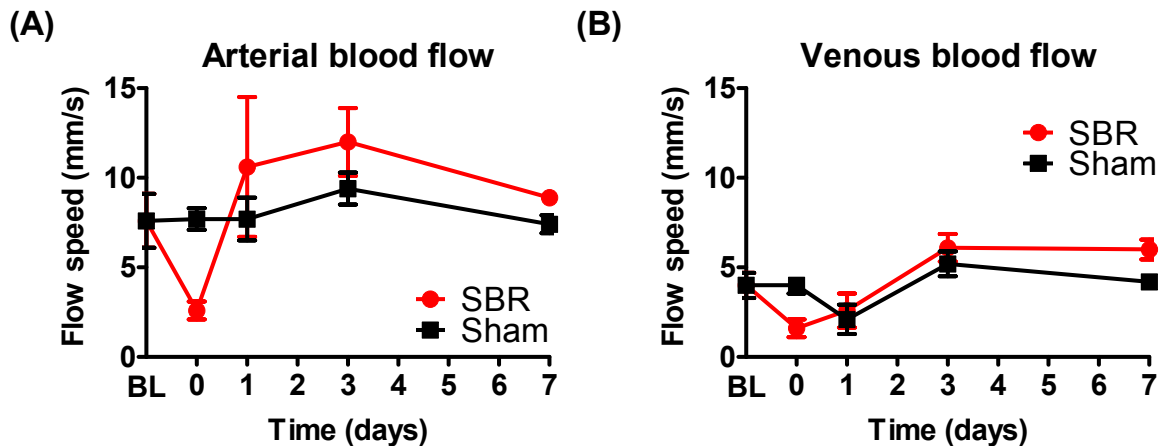 (A)
Arterial blood flow
Flow speed (mm/s)
15
10
5
0
SBR
Sham
BL 0 1 2 3 4 5 6 7
Time (days)
(B)
Venous blood flow
Flow speed (mm/s)
15
10
5
0
SBR
Sham
BL 0 1 2 3 4 5 6 7
Time (days)